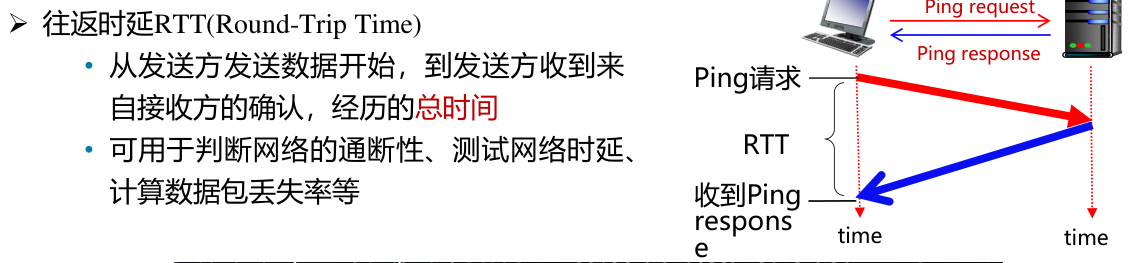 ➢ 往返时延RTT(Round-Trip Time)
• 从发送方发送数据开始，到发送方收到来
自接收方的确认，经历的总时间
• 可用于判断网络的通断性、测试网络时延、
计算数据包丢失率等
Ping request
Ping response
Ping请求
RTT
收到Ping
respons
e
time
time